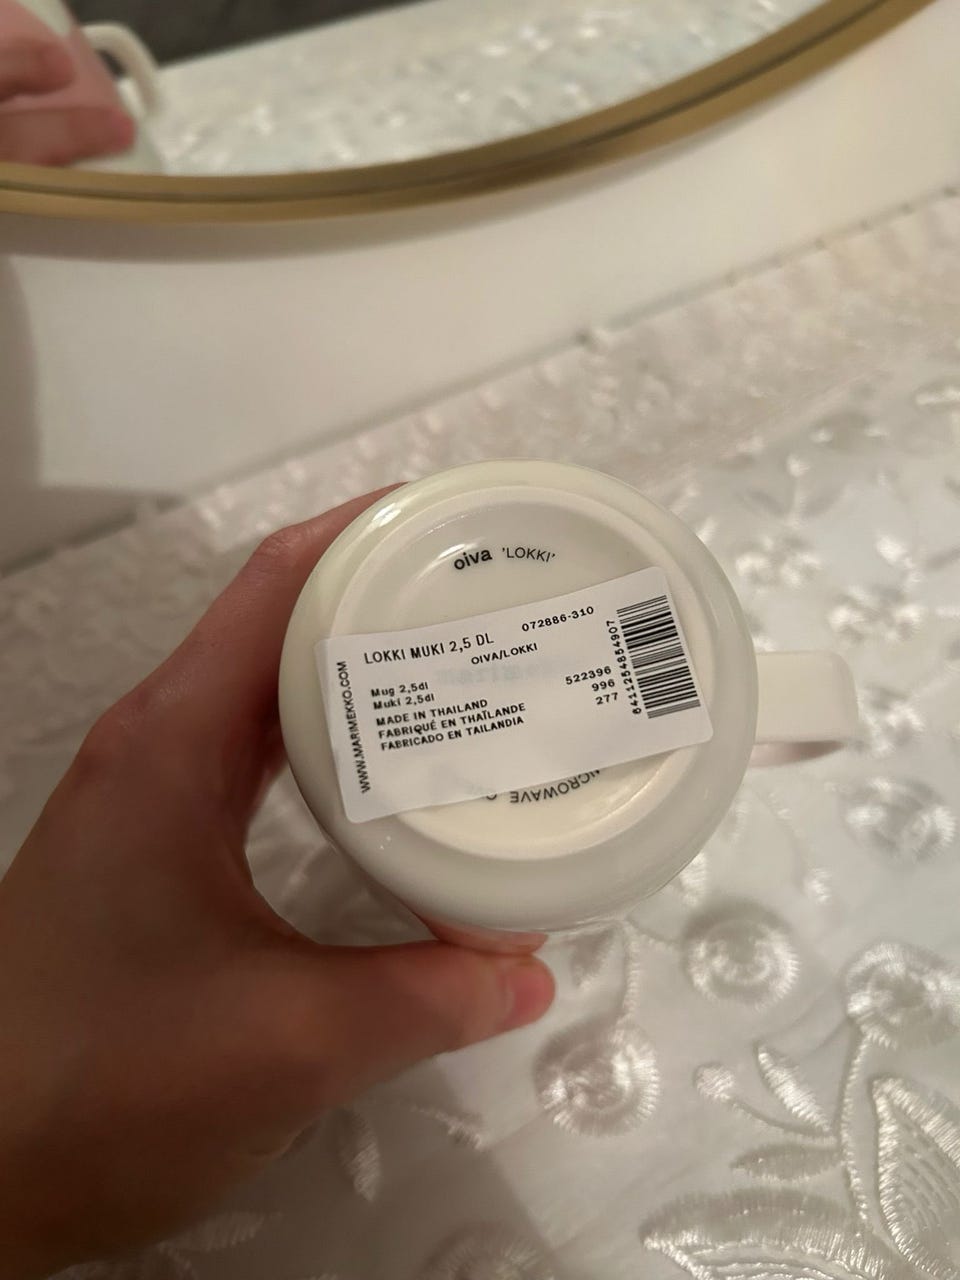 oiva 'LOKKI'
LOKKI MUKI 2,5 DL 072886-310
OIVA/LOKKI
Mug 2,5dl 522396
Muki 2,5dl 996
MADE IN THAILAND 277
FABRIQUÉ EN THAÏLANDE
FABRICADO EN TAILANDIA
WWW.MARIMEKKO.COM
6411254854907
MICROWAVE